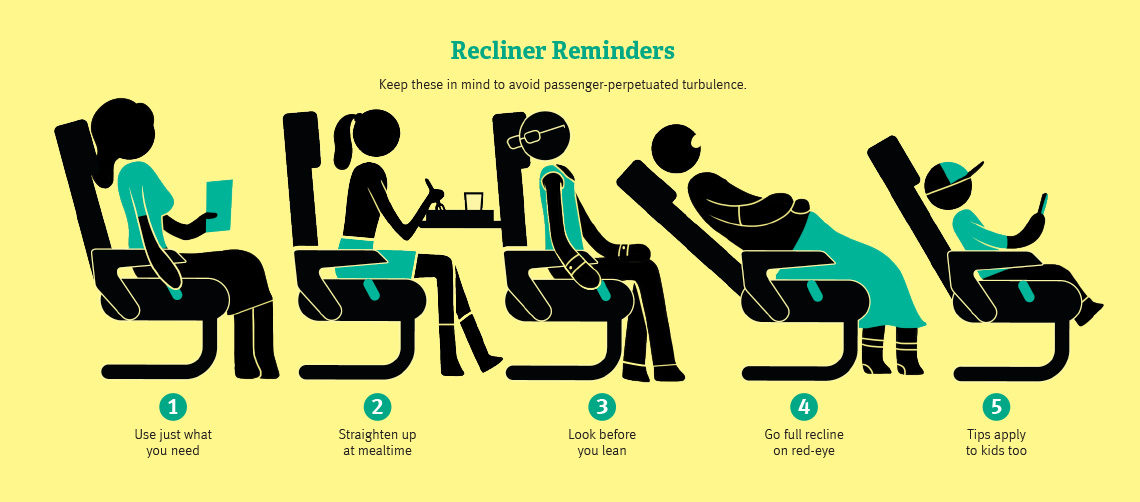 Recliner Reminders
Keep these in mind to avoid passenger-perpetuated turbulence.
1
Use just what
you need
2
Straighten up
at mealtime
3
Look before
you lean
4
Go full recline
on red-eye
5
Tips apply
to kids too